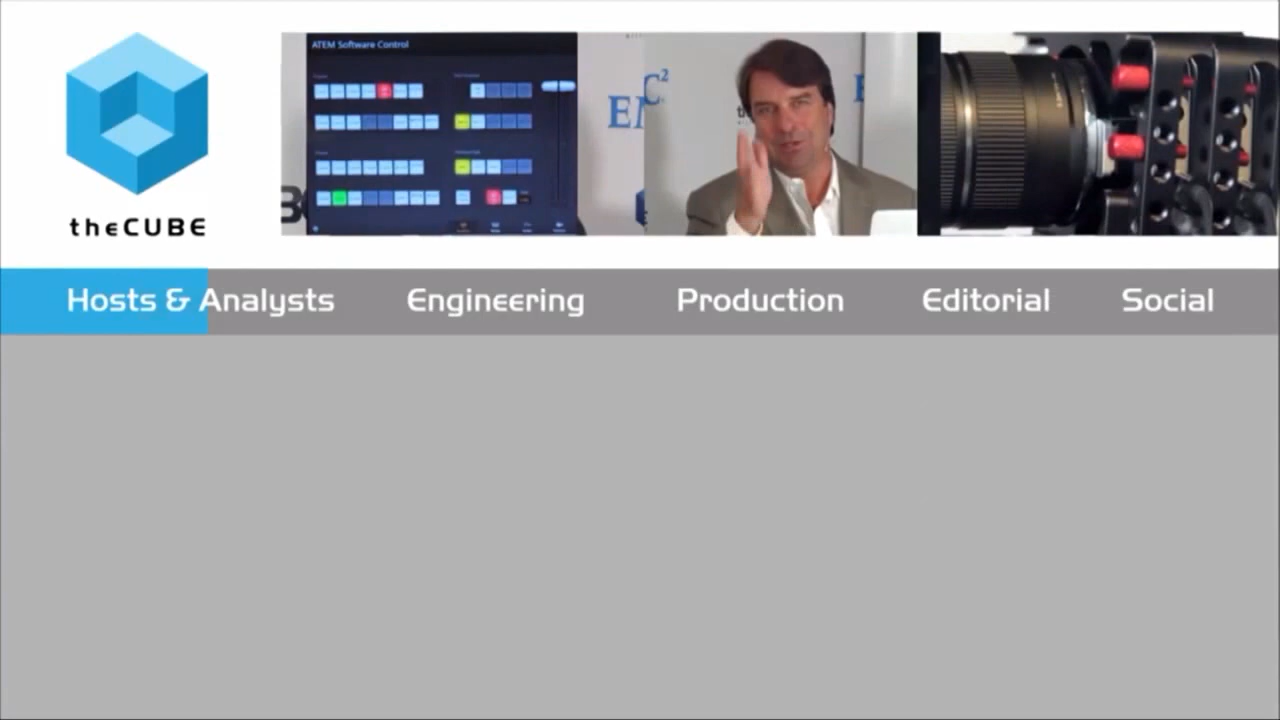 ATEM Software Control
theCUBE
Hosts & Analysts
Engineering
Production
Editorial
Social